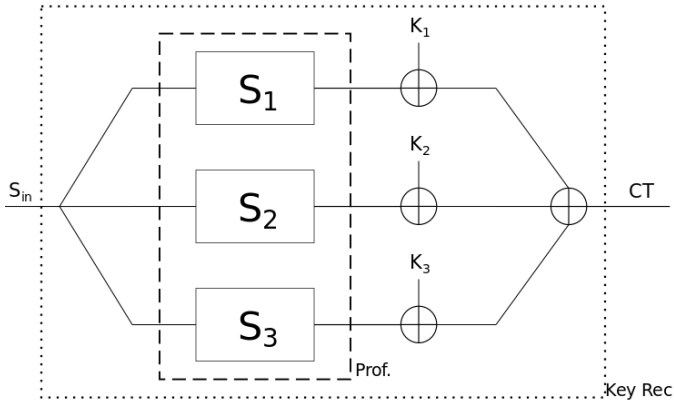 K₁
S₁
K₂
Sᵢₙ
S₂
CT
K₃
S₃
Prof.
Key Rec